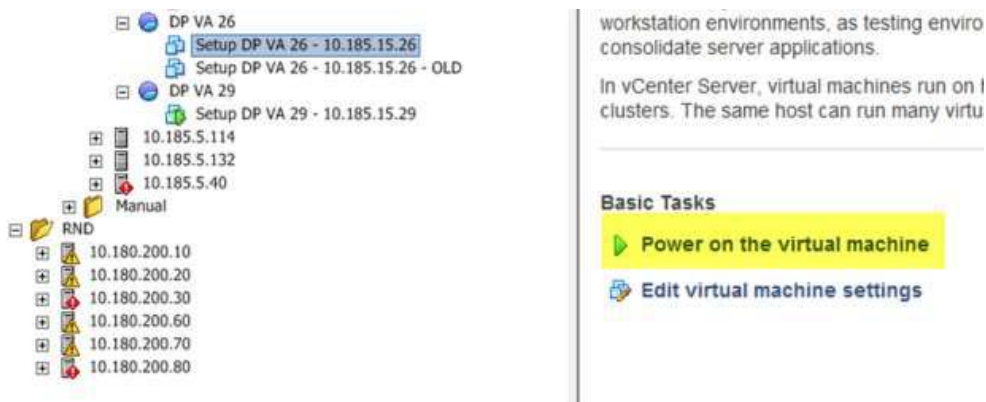 DP VA 26
Setup DP VA 26 - 10.185.15.26
Setup DP VA 26 - 10.185.15.26 - OLD
DP VA 29
Setup DP VA 29 - 10.185.15.29
10.185.5.114
10.185.5.132
10.185.5.40
Manual
RND
10.180.200.10
10.180.200.20
10.180.200.30
10.180.200.60
10.180.200.70
10.180.200.80
workstation environments, as testing enviro
consolidate server applications.
In vCenter Server, virtual machines run on
clusters. The same host can run many virtu
Basic Tasks
Power on the virtual machine
Edit virtual machine settings